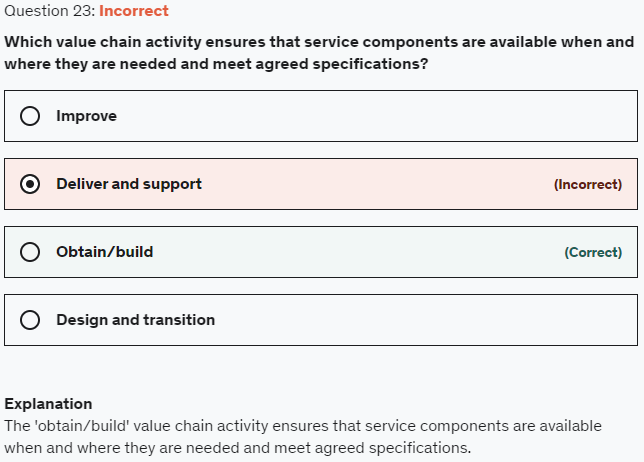 Question 23: Incorrect
Which value chain activity ensures that service components are available when and
where they are needed and meet agreed specifications?
Improve
Deliver and support (Incorrect)
Obtain/build (Correct)
Design and transition
Explanation
The 'obtain/build' value chain activity ensures that service components are available
when and where they are needed and meet agreed specifications.